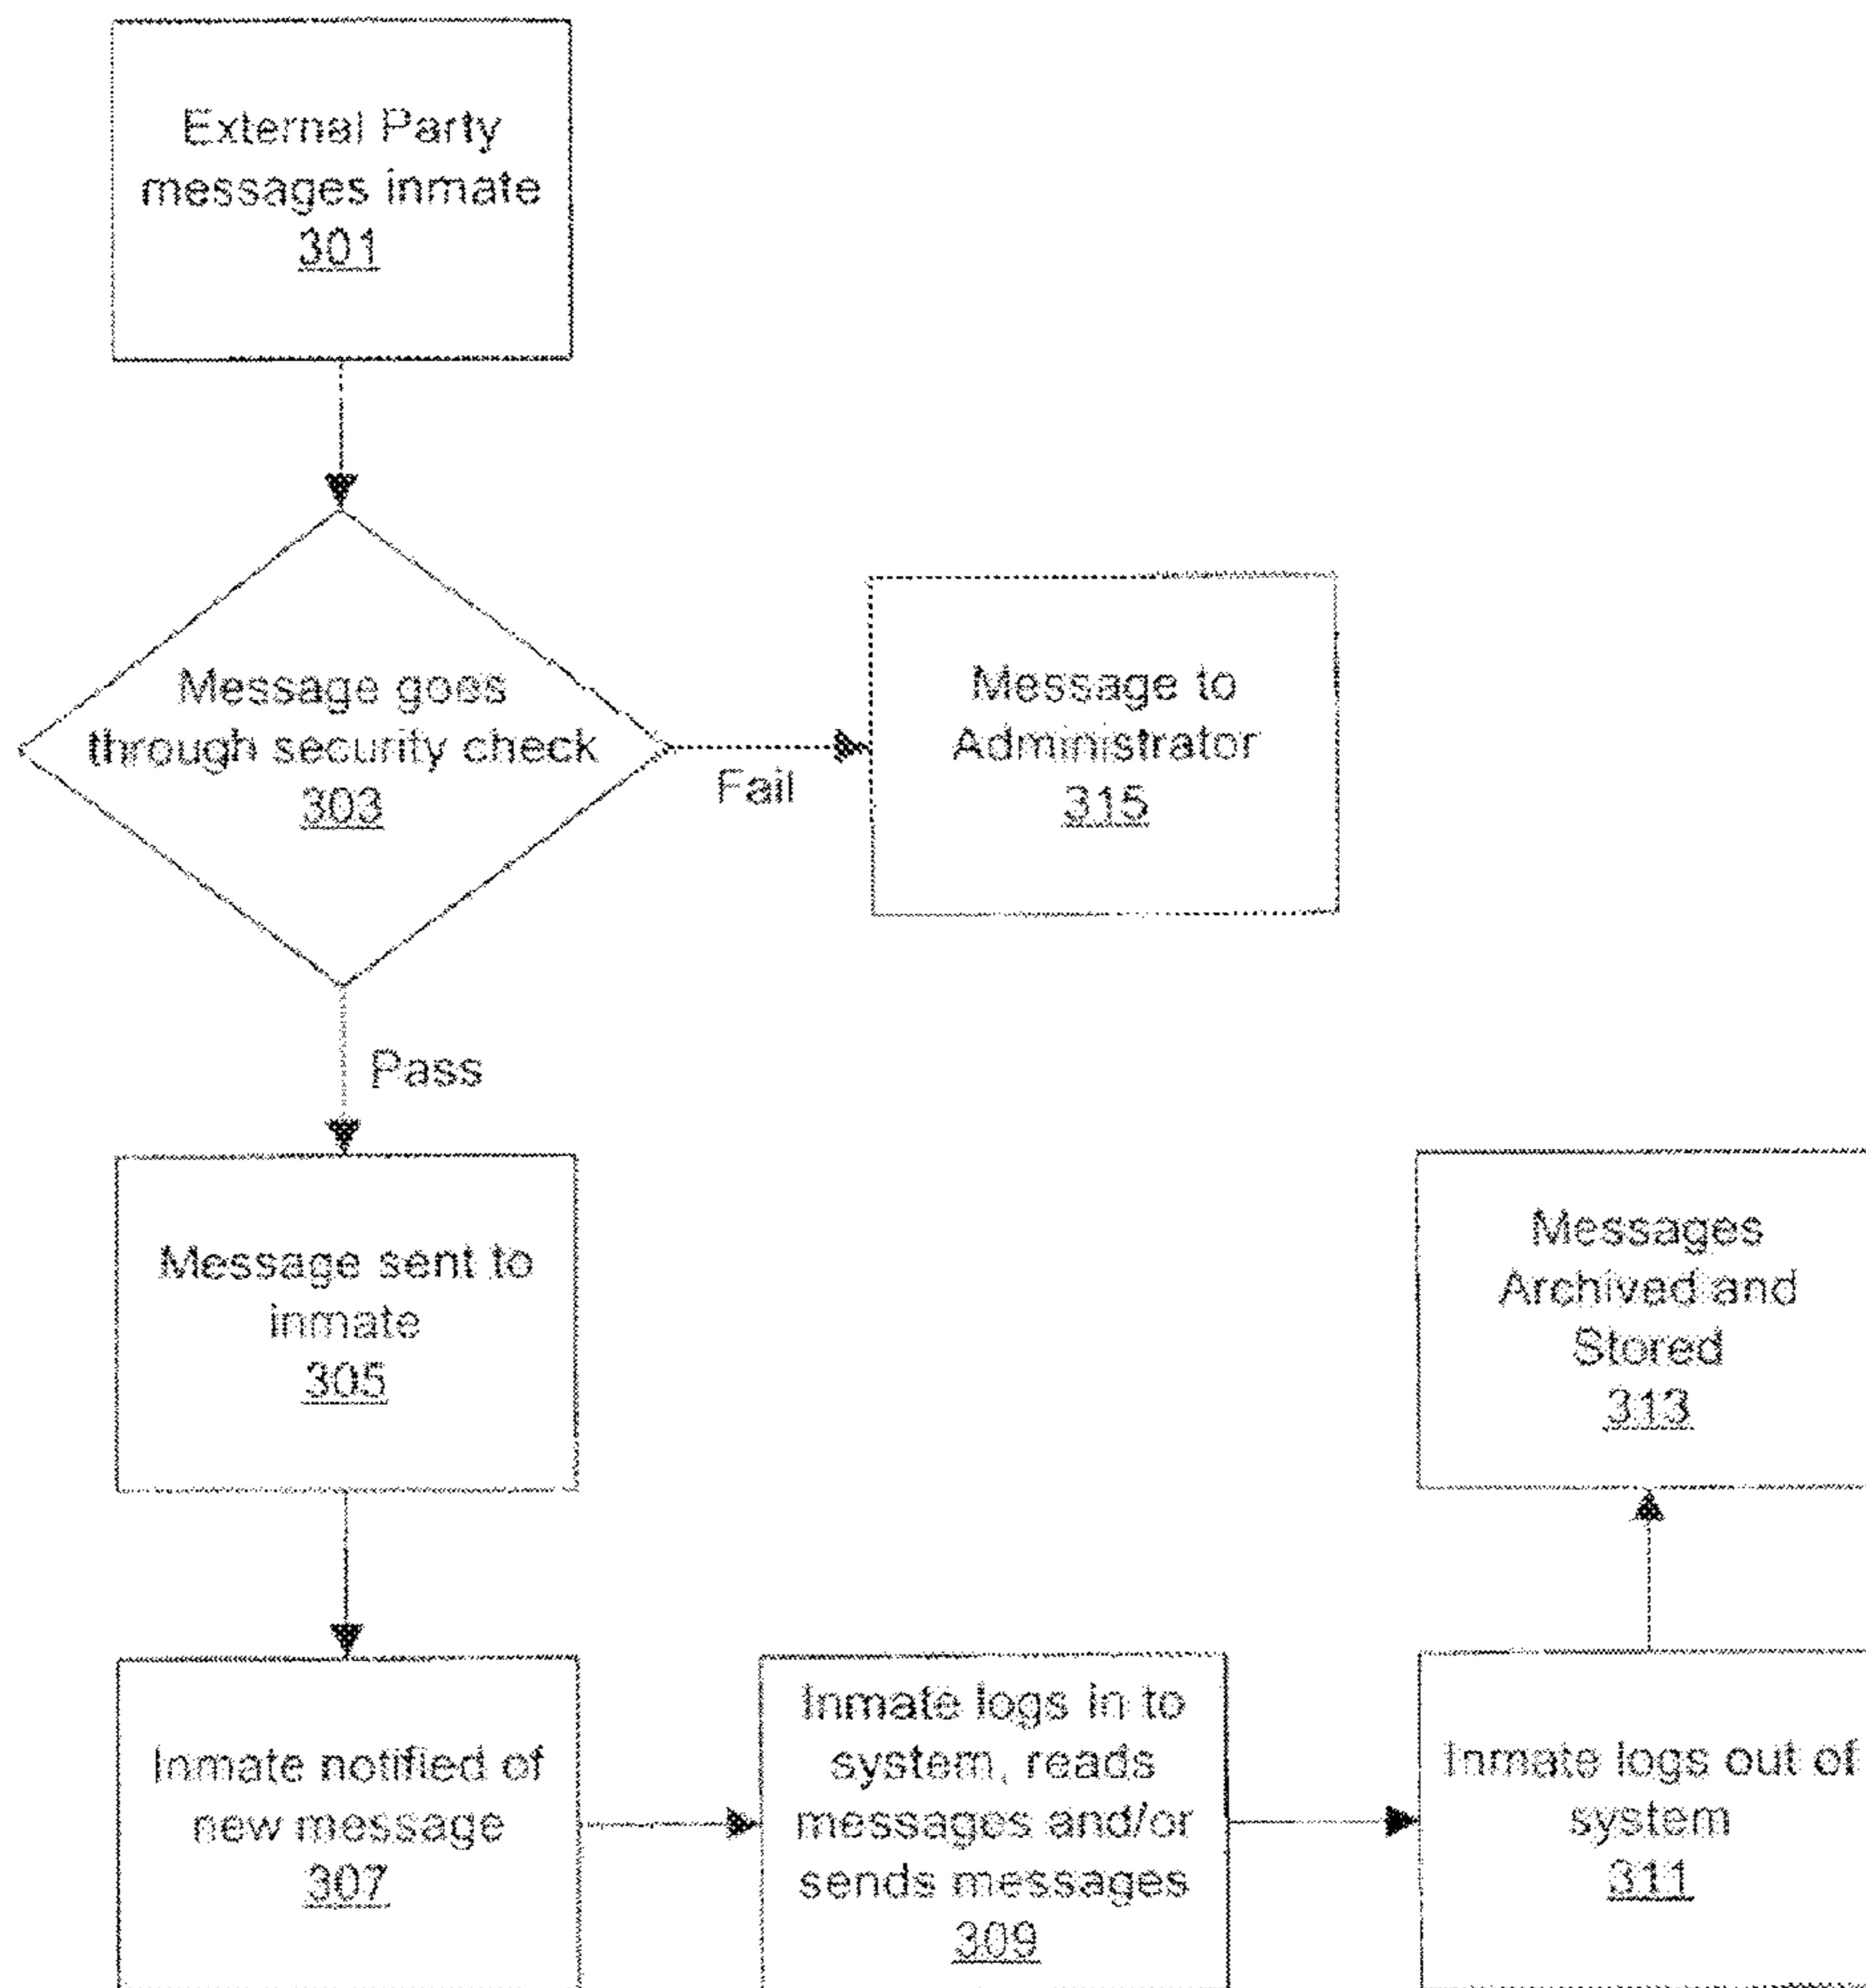 External Party
messages inmate
301
Message goes
through security check
303
Fail
Message to
Administrator
315
Pass
Message sent to
inmate
305
Messages
Archived and
Stored
313
Inmate notified of
new message
307
Inmate logs in to
system, reads
messages and/or
sends messages
309
Inmate logs out of
system
311